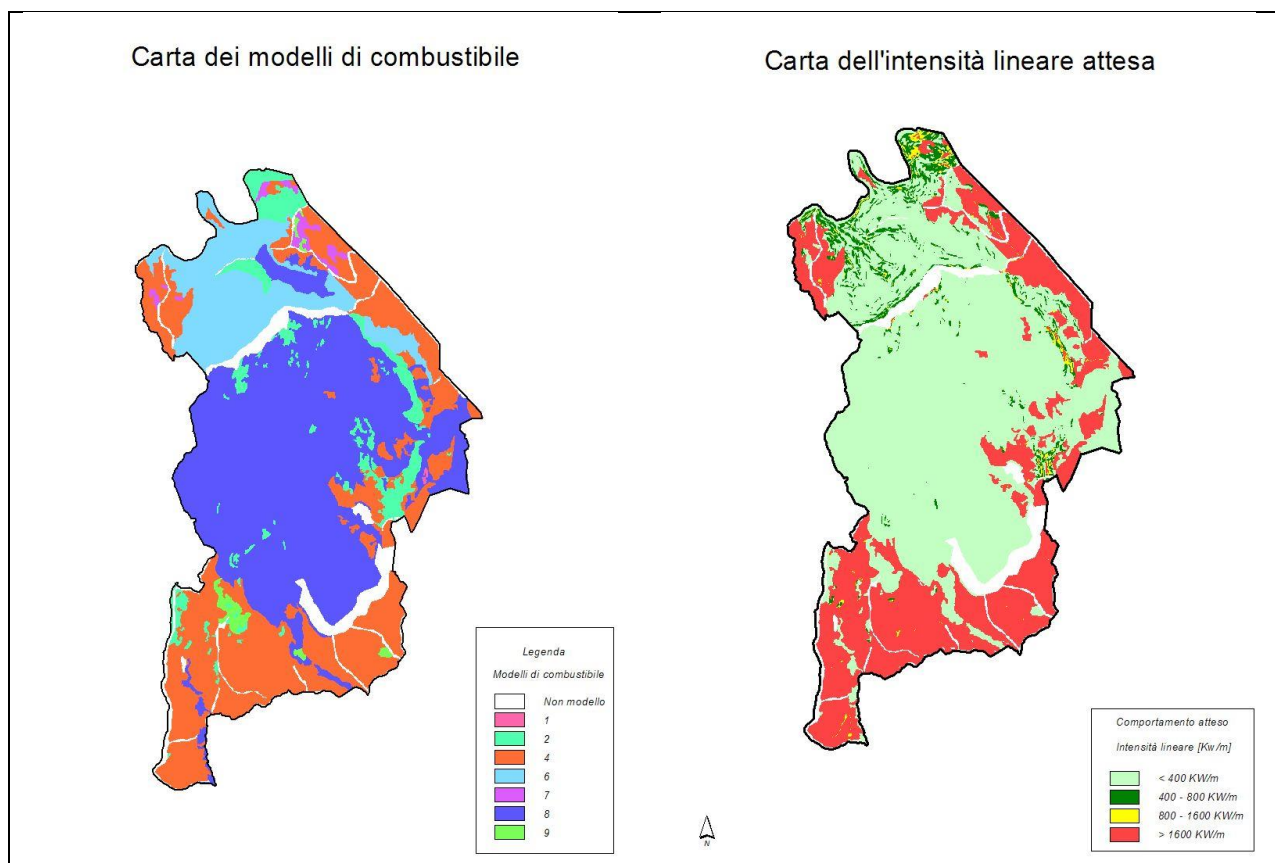 Carta dei modelli di combustibile
Carta dell'intensità lineare attesa
Legenda
Modelli di combustibile
Non modello
1
2
4
6
7
8
9
N
Comportamento atteso
Intensità lineare [Kw/m]
< 400 KW/m
400 - 800 KW/m
800 - 1600 KW/m
> 1600 KW/m